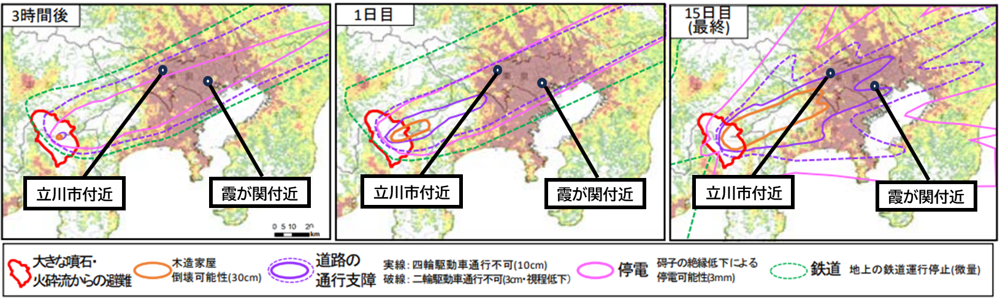 3時間後
立川市付近
霞が関付近
0 5 10 20
km
1日目
立川市付近
霞が関付近
15日目
(最終)
立川市付近
霞が関付近
大きな噴石・
火砕流からの避難
木造家屋
倒壊可能性(30cm)
道路の
通行支障
実線：四輪駆動車通行不可(10cm)
破線：二輪駆動車通行不可(3cm・視程低下)
停電
碍子の絶縁低下による
停電可能性(3mm)
鉄道
地上の鉄道運行停止(微量)